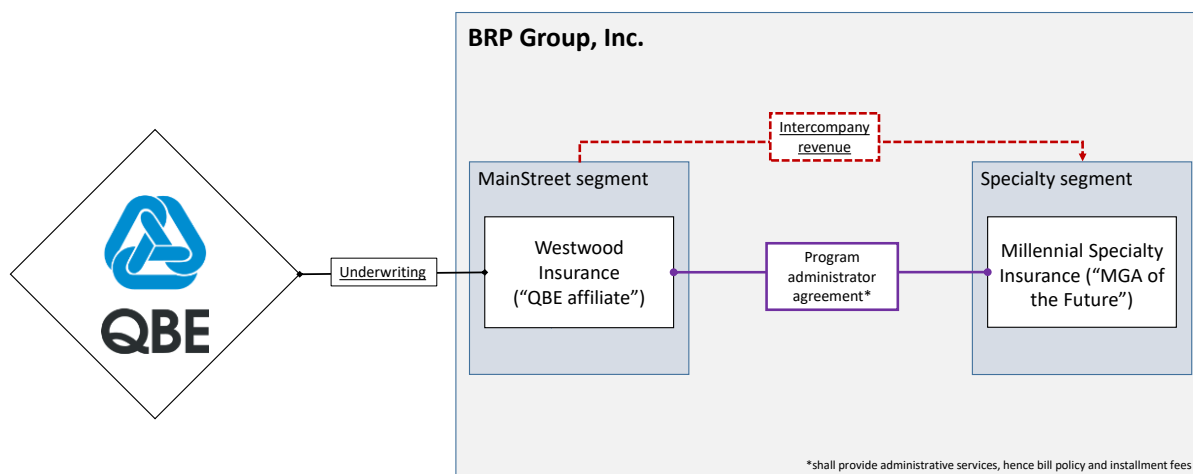 BRP Group, Inc.
Intercompany
revenue
MainStreet segment
Specialty segment
QBE
Underwriting
Westwood
Insurance
(“QBE affiliate”)
Program
administrator
agreement*
Millennial Specialty
Insurance (“MGA of
the Future”)
*shall provide administrative services, hence bill policy and installment fees